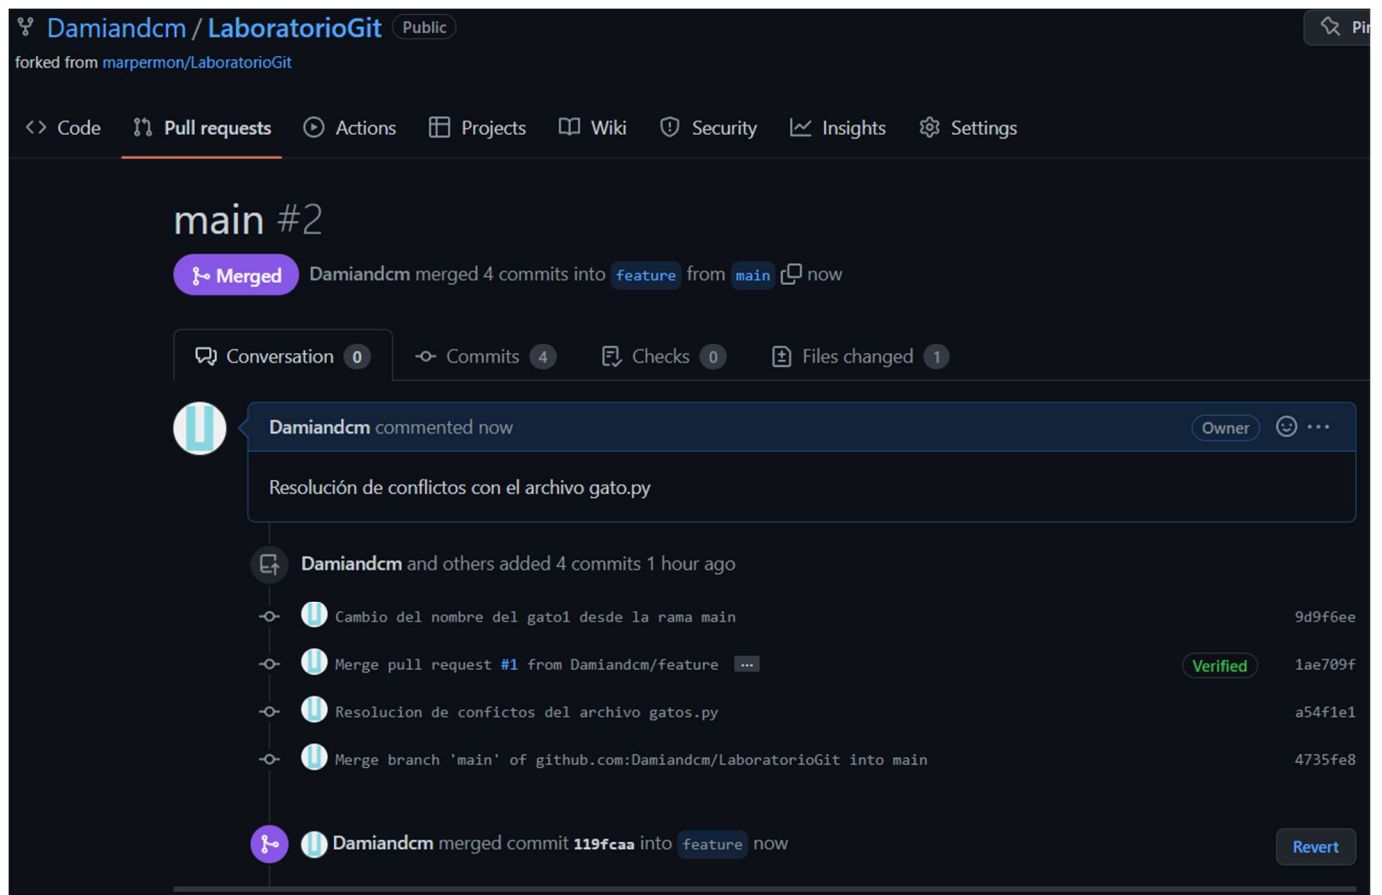 Damiandcm / LaboratorioGit Public
forked from marpermon/LaboratorioGit
Code Pull requests Actions Projects Wiki Security Insights Settings
main #2
Merged Damiandcm merged 4 commits into feature from main now
Conversation 0 Commits 4 Checks 0 Files changed 1
Damiandcm commented now Owner
Resolución de conflictos con el archivo gato.py
Damiandcm and others added 4 commits 1 hour ago
Cambio del nombre del gato1 desde la rama main 9d9f6ee
Merge pull request #1 from Damiandcm/feature ... Verified 1ae709f
Resolucion de confictos del archivo gatos.py a54f1e1
Merge branch 'main' of github.com:Damiandcm/LaboratorioGit into main 4735fe8
Damiandcm merged commit 119fcaa into feature now Revert